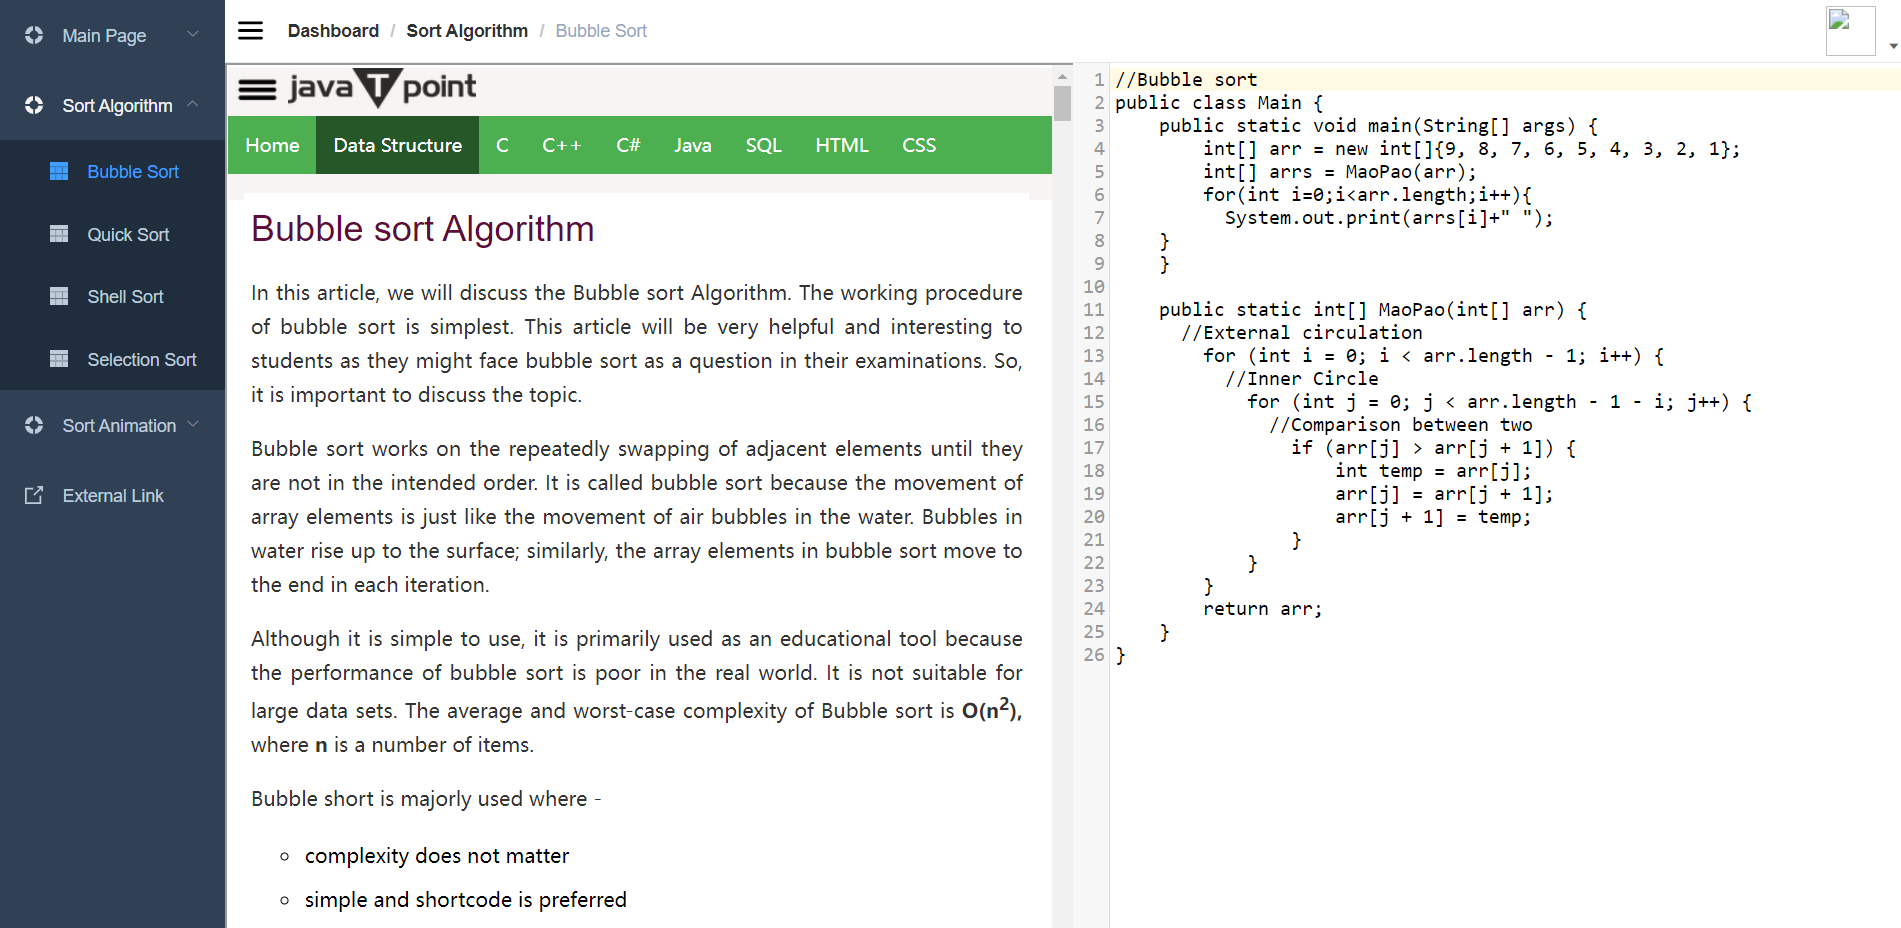 Main Page
Sort Algorithm
Bubble Sort
Quick Sort
Shell Sort
Selection Sort
Sort Animation
External Link
Dashboard / Sort Algorithm / Bubble Sort
java T point
Home Data Structure C C++ C# Java SQL HTML CSS
Bubble sort Algorithm
In this article, we will discuss the Bubble sort Algorithm. The working procedure
of bubble sort is simplest. This article will be very helpful and interesting to
students as they might face bubble sort as a question in their examinations. So,
it is important to discuss the topic.
Bubble sort works on the repeatedly swapping of adjacent elements until they
are not in the intended order. It is called bubble sort because the movement of
array elements is just like the movement of air bubbles in the water. Bubbles in
water rise up to the surface; similarly, the array elements in bubble sort move to
the end in each iteration.
Although it is simple to use, it is primarily used as an educational tool because
the performance of bubble sort is poor in the real world. It is not suitable for
large data sets. The average and worst-case complexity of Bubble sort is O(n²),
where n is a number of items.
Bubble short is majorly used where -
complexity does not matter
simple and shortcode is preferred
1 //Bubble sort
2 public class Main {
3     public static void main(String[] args) {
4         int[] arr = new int[]{9, 8, 7, 6, 5, 4, 3, 2, 1};
5         int[] arrs = MaoPao(arr);
6         for(int i=0;i<arr.length;i++){
7           System.out.print(arrs[i]+" ");
8     }
9     }
10
11     public static int[] MaoPao(int[] arr) {
12       //External circulation
13         for (int i = 0; i < arr.length - 1; i++) {
14           //Inner Circle
15             for (int j = 0; j < arr.length - 1 - i; j++) {
16               //Comparison between two
17                 if (arr[j] > arr[j + 1]) {
18                     int temp = arr[j];
19                     arr[j] = arr[j + 1];
20                     arr[j + 1] = temp;
21                 }
22             }
23         }
24         return arr;
25     }
26 }